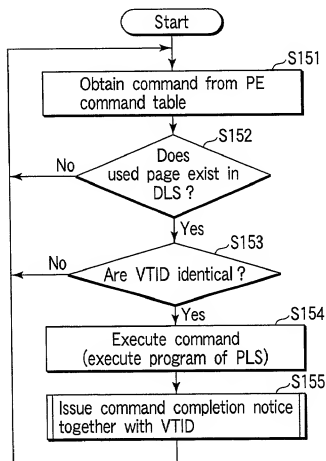 Start
S151
Obtain command from PE
command table
S152
Does
used page exist in
DLS ?
No
Yes
S153
Are VTID identical ?
No
Yes
S154
Execute command
(execute program of PLS)
S155
Issue command completion notice
together with VTID